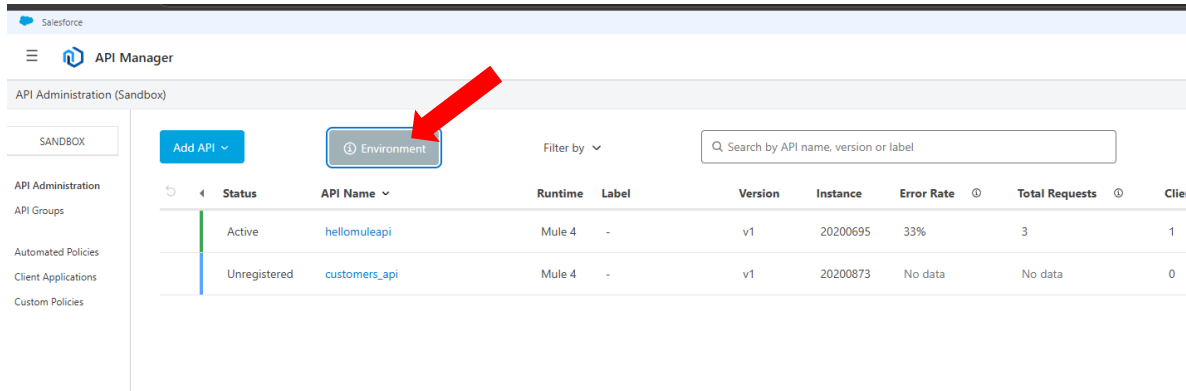 Salesforce
API Manager
API Administration (Sandbox)
SANDBOX
API Administration
API Groups
Automated Policies
Client Applications
Custom Policies
Add API
Environment
Filter by
Search by API name, version or label
Status API Name Runtime Label Version Instance Error Rate Total Requests Clie
Active hellomuleapi Mule 4 - v1 20200695 33% 3 1
Unregistered customers_api Mule 4 - v1 20200873 No data No data 0